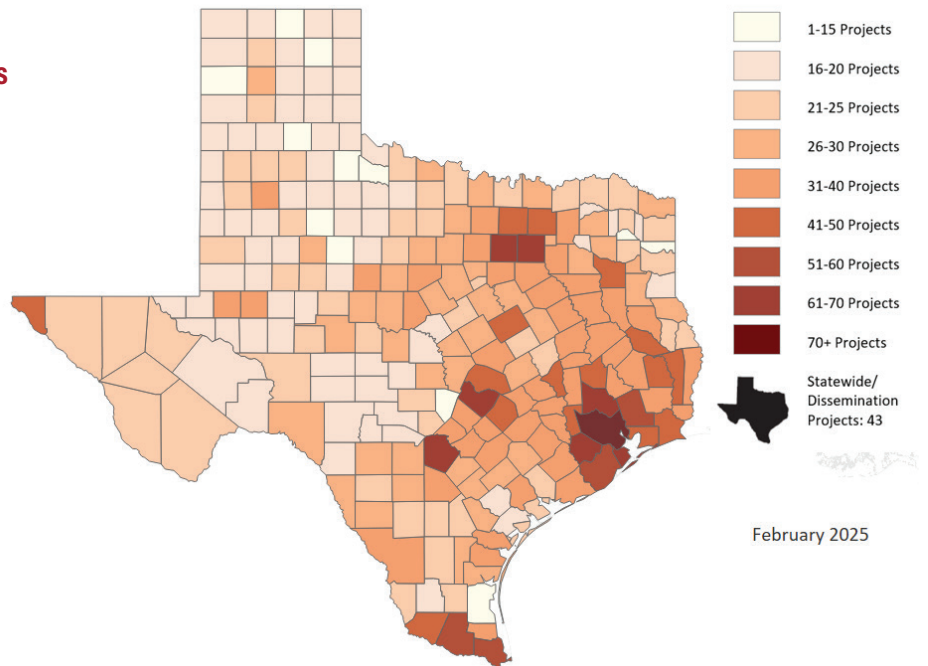 s
1-15 Projects
16-20 Projects
21-25 Projects
26-30 Projects
31-40 Projects
41-50 Projects
51-60 Projects
61-70 Projects
70+ Projects
Statewide/
Dissemination
Projects: 43
February 2025